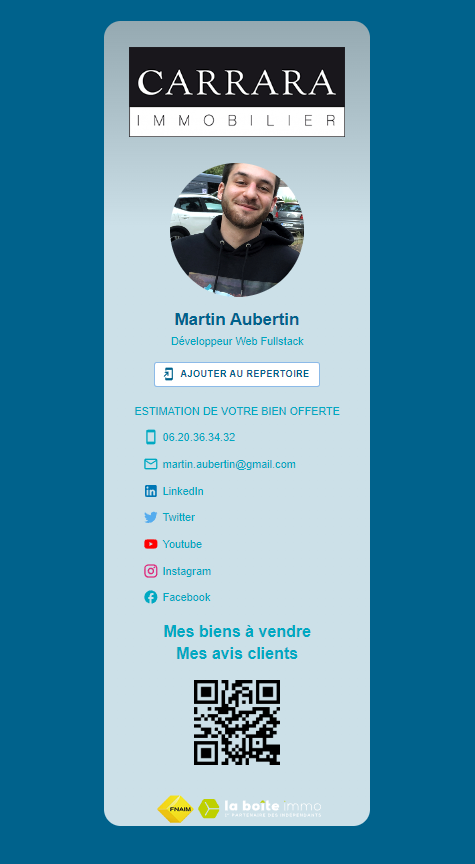 CARRARA
IMMOBILIER
Martin Aubertin
Développeur Web Fullstack
AJOUTER AU REPERTOIRE
ESTIMATION DE VOTRE BIEN OFFERTE
06.20.36.34.32
martin.aubertin@gmail.com
LinkedIn
Twitter
Youtube
Instagram
Facebook
Mes biens à vendre
Mes avis clients
FNAIM
la boite immo
1ER PARTENAIRE DES INDÉPENDANTS